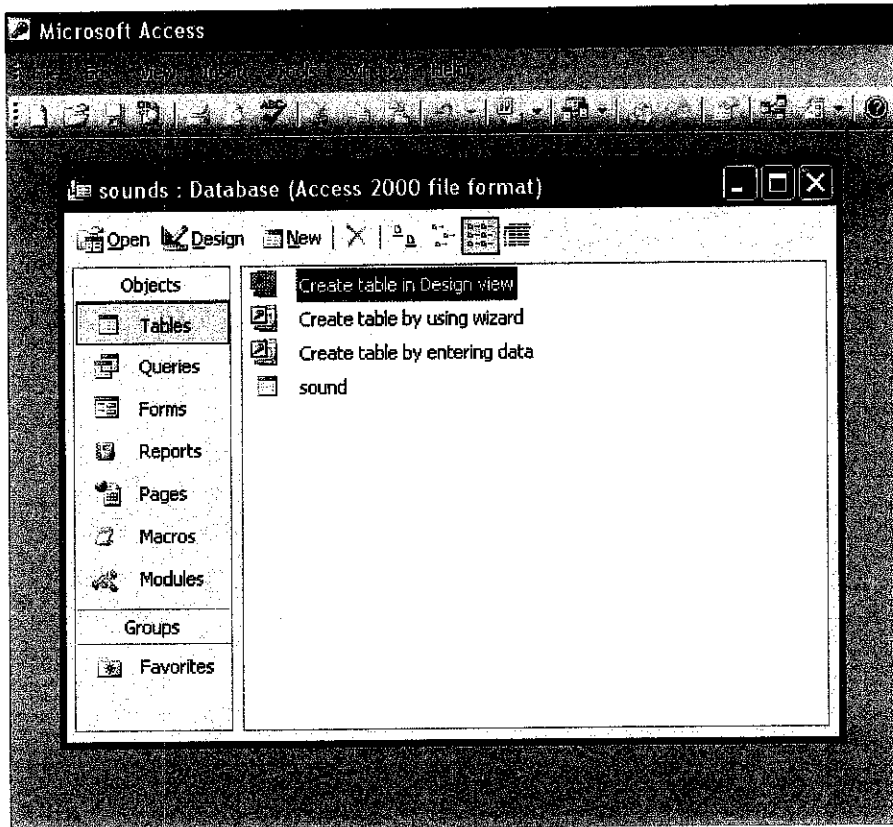 Microsoft Access
sounds : Database (Access 2000 file format)
Open Design New
Objects
Tables
Queries
Forms
Reports
Pages
Macros
Modules
Groups
Favorites
Create table in Design view
Create table by using wizard
Create table by entering data
sound